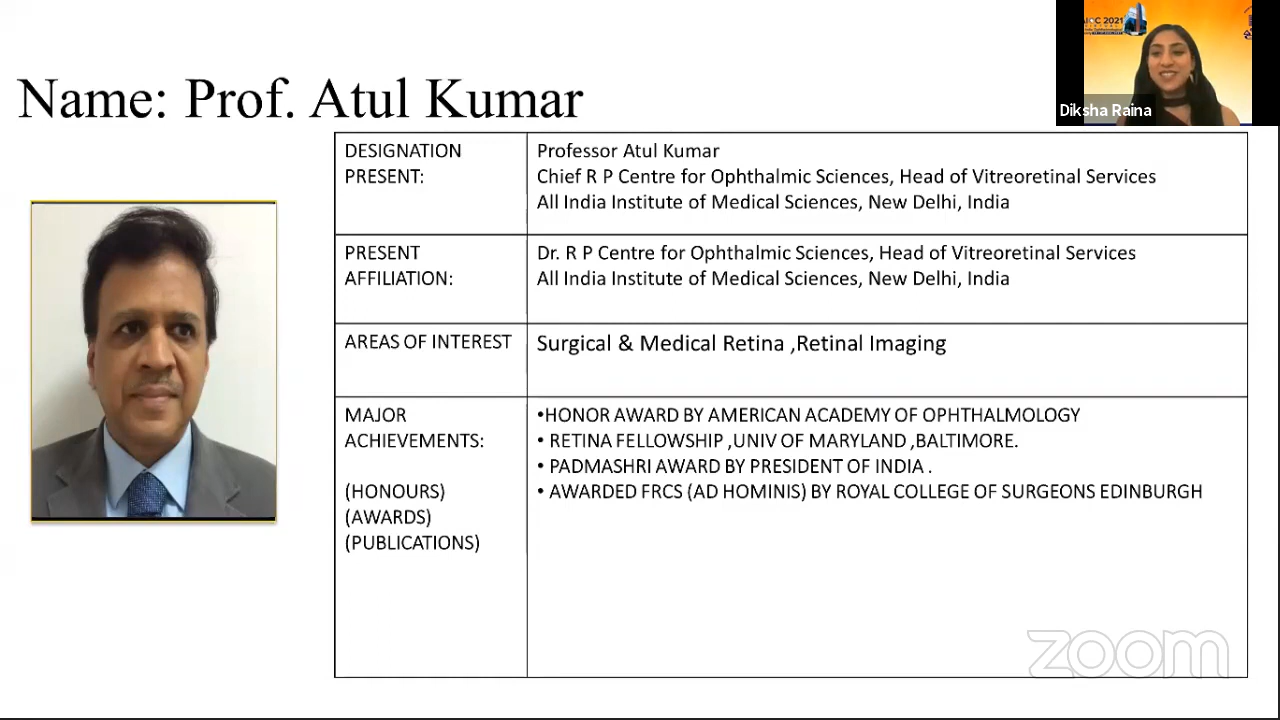 AIOC 2021
Diksha Raina
Name: Prof. Atul Kumar
DESIGNATION
PRESENT:
Professor Atul Kumar
Chief R P Centre for Ophthalmic Sciences, Head of Vitreoretinal Services
All India Institute of Medical Sciences, New Delhi, India
PRESENT
AFFILIATION:
Dr. R P Centre for Ophthalmic Sciences, Head of Vitreoretinal Services
All India Institute of Medical Sciences, New Delhi, India
AREAS OF INTEREST
Surgical & Medical Retina ,Retinal Imaging
MAJOR
ACHIEVEMENTS:
(HONOURS)
(AWARDS)
(PUBLICATIONS)
•HONOR AWARD BY AMERICAN ACADEMY OF OPHTHALMOLOGY
• RETINA FELLOWSHIP ,UNIV OF MARYLAND ,BALTIMORE.
• PADMASHRI AWARD BY PRESIDENT OF INDIA .
• AWARDED FRCS (AD HOMINIS) BY ROYAL COLLEGE OF SURGEONS EDINBURGH
zoom